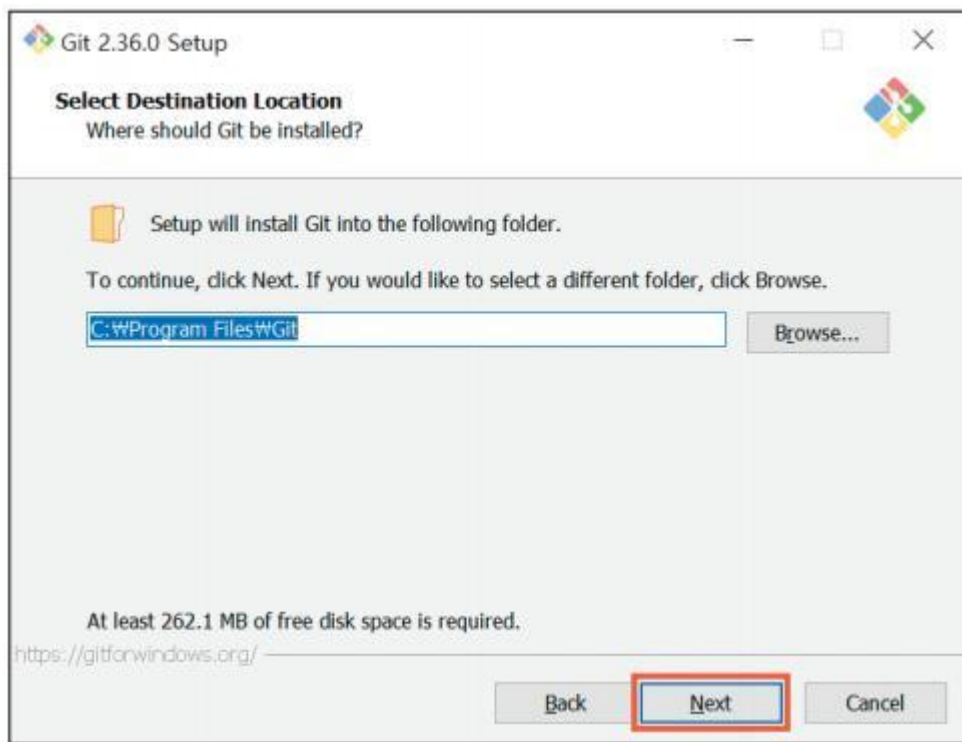 Git 2.36.0 Setup
Select Destination Location
Where should Git be installed?
Setup will install Git into the following folder.
To continue, click Next. If you would like to select a different folder, click Browse.
C:₩Program Files₩Git
Browse...
At least 262.1 MB of free disk space is required.
https://gitforwindows.org/
Back
Next
Cancel